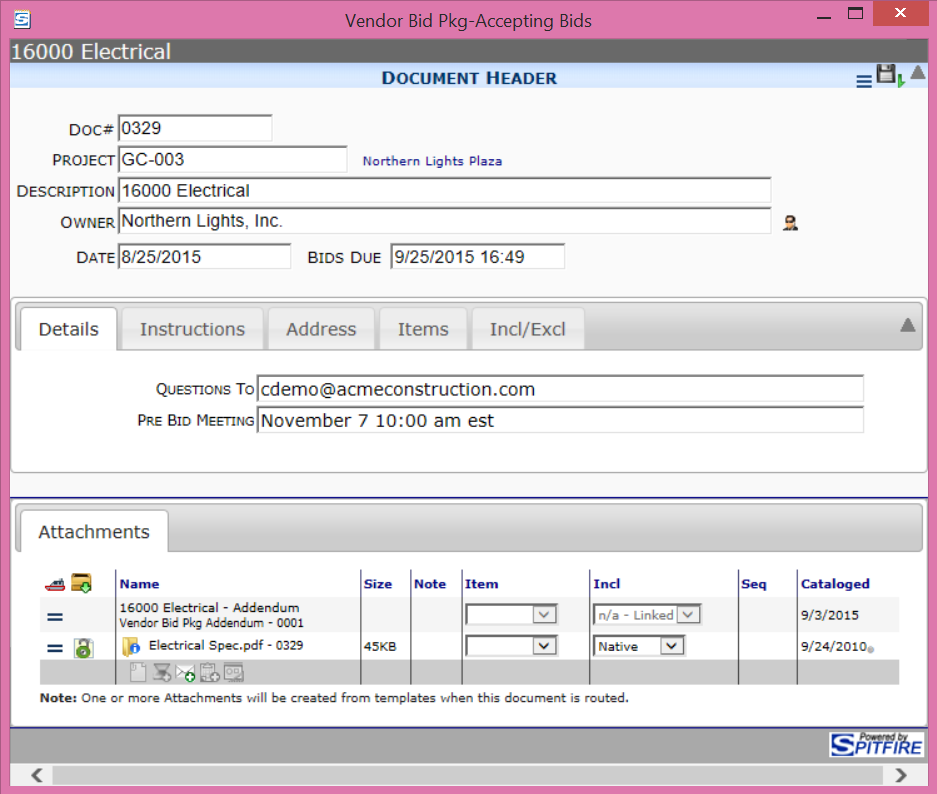 Vendor Bid Pkg-Accepting Bids
16000 Electrical
DOCUMENT HEADER
DOC# 0329
PROJECT GC-003 Northern Lights Plaza
DESCRIPTION 16000 Electrical
OWNER Northern Lights, Inc.
DATE 8/25/2015 BIDS DUE 9/25/2015 16:49
Details Instructions Address Items Incl/Excl
QUESTIONS TO cdemo@acmeconstruction.com
PRE BID MEETING November 7 10:00 am est
Attachments
Name Size Note Item Incl Seq Cataloged
16000 Electrical - Addendum
Vendor Bid Pkg Addendum - 0001 n/a - Linked 9/3/2015
Electrical Spec.pdf - 0329 45KB Native 9/24/2010
Note: One or more Attachments will be created from templates when this document is routed.
Powered by
SPITFIRE